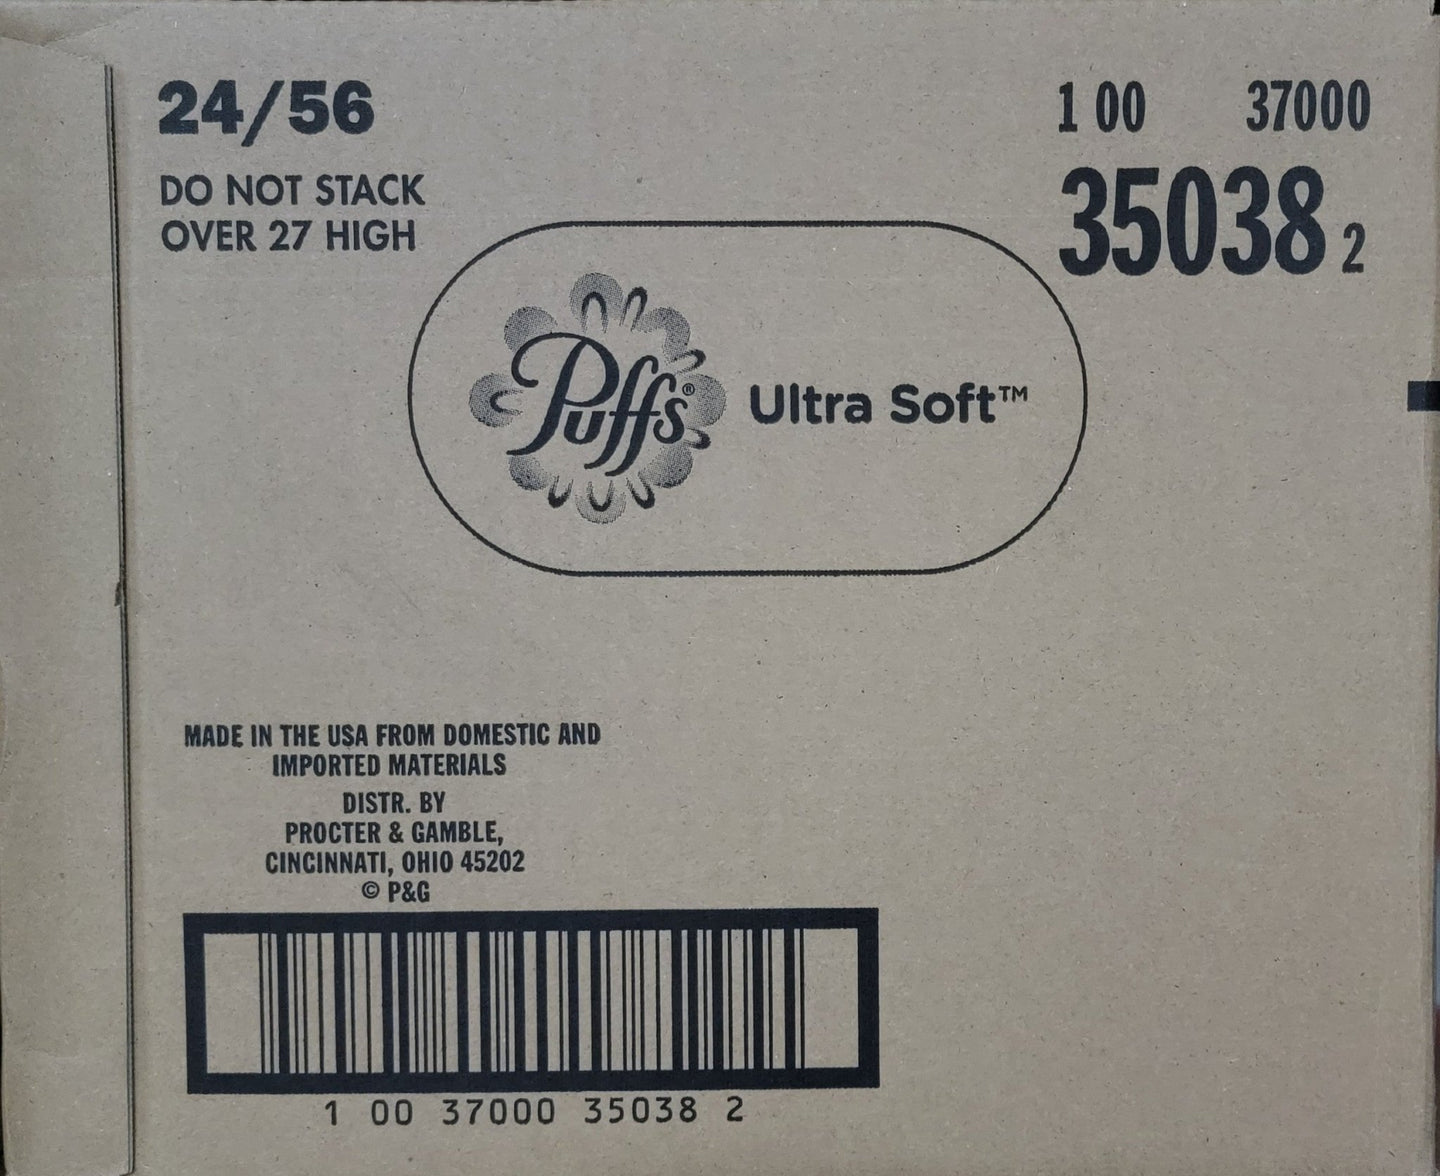 24/56
DO NOT STACK
OVER 27 HIGH
1 00 37000
35038 2
Puffs® Ultra Soft™
MADE IN THE USA FROM DOMESTIC AND
IMPORTED MATERIALS
DISTR. BY
PROCTER & GAMBLE,
CINCINNATI, OHIO 45202
© P&G
1 00 37000 35038 2